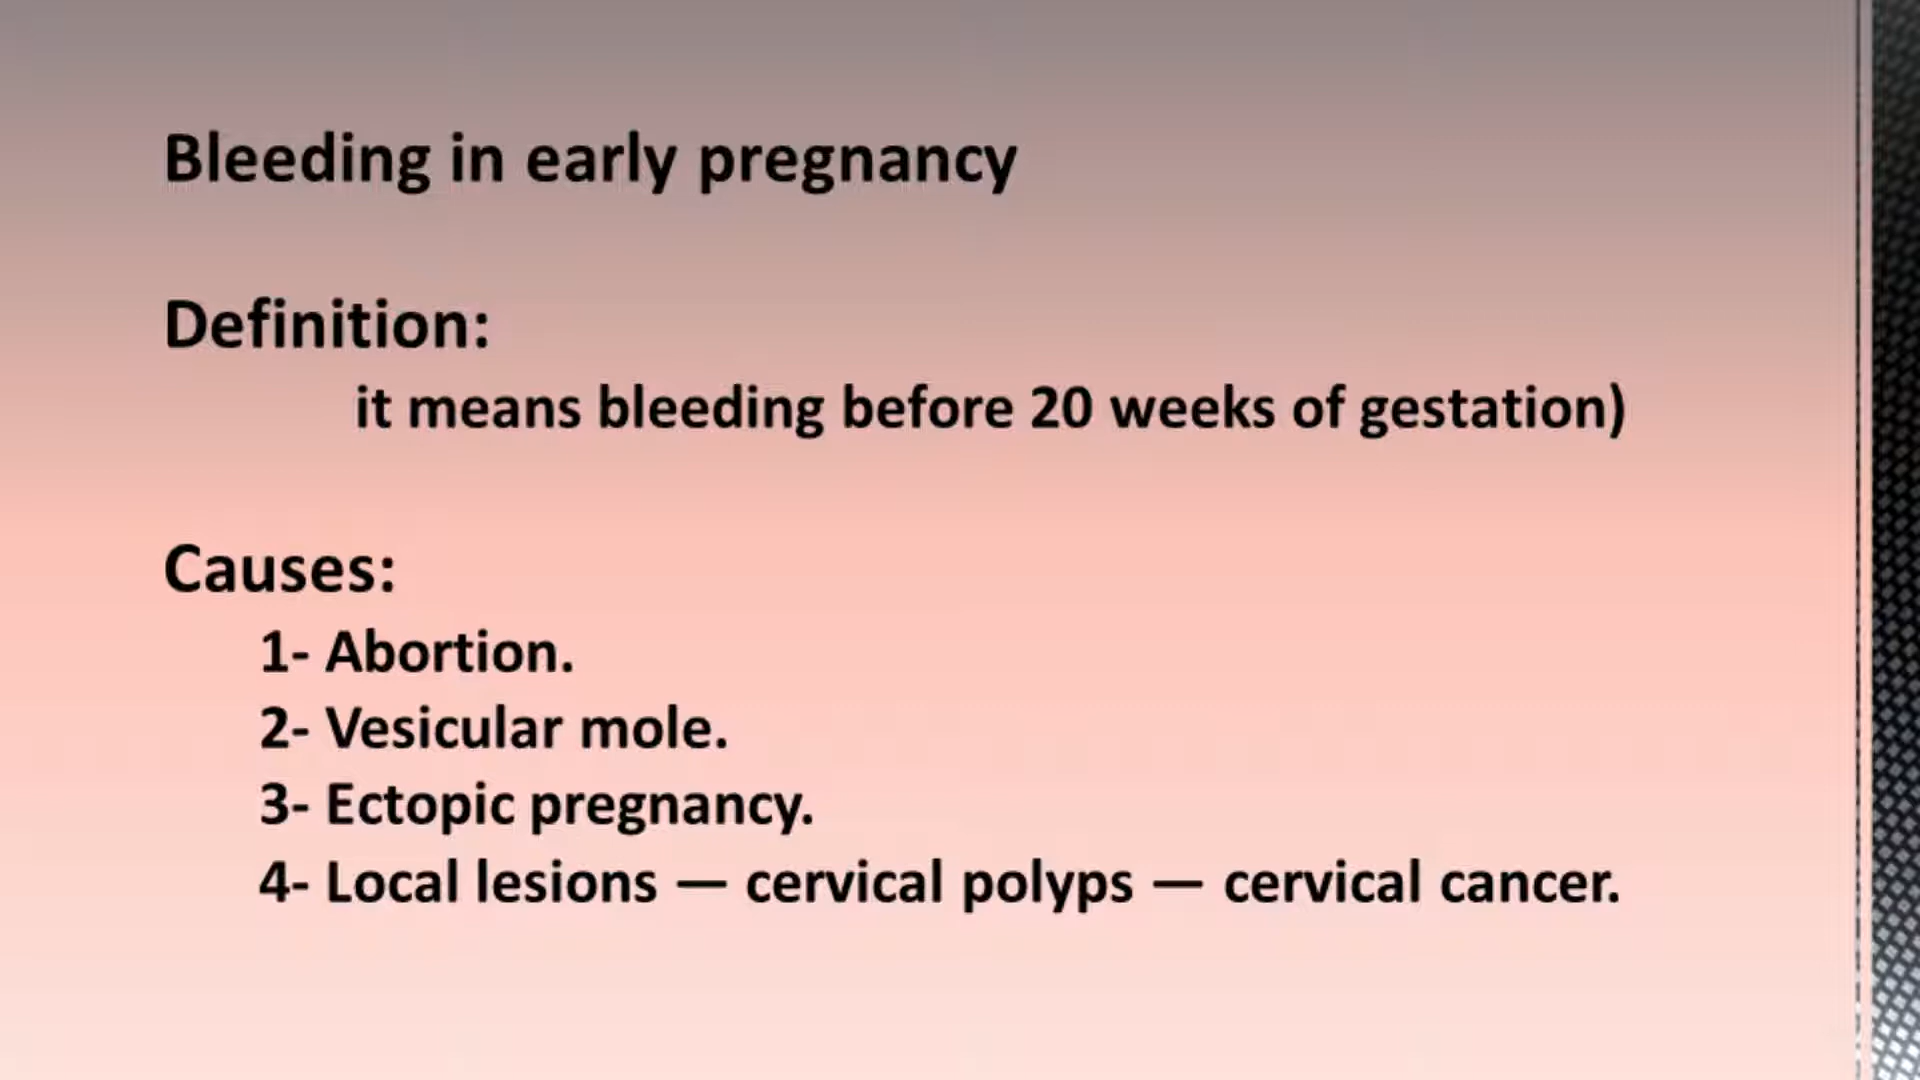 Bleeding in early pregnancy
Definition:
it means bleeding before 20 weeks of gestation)
Causes:
1- Abortion.
2- Vesicular mole.
3- Ectopic pregnancy.
4- Local lesions — cervical polyps — cervical cancer.